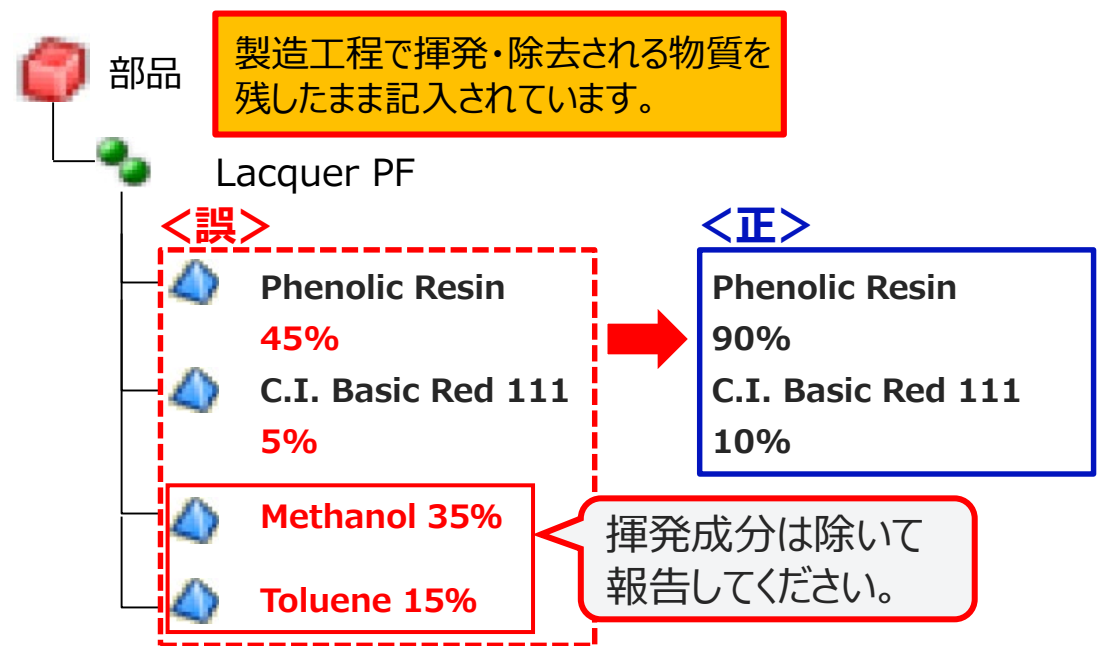 部品
製造工程で揮発・除去される物質を
残したまま記入されています。
Lacquer PF
＜誤＞
Phenolic Resin
45%
C.I. Basic Red 111
5%
Methanol 35%
Toluene 15%
＜正＞
Phenolic Resin
90%
C.I. Basic Red 111
10%
揮発成分は除いて
報告してください。